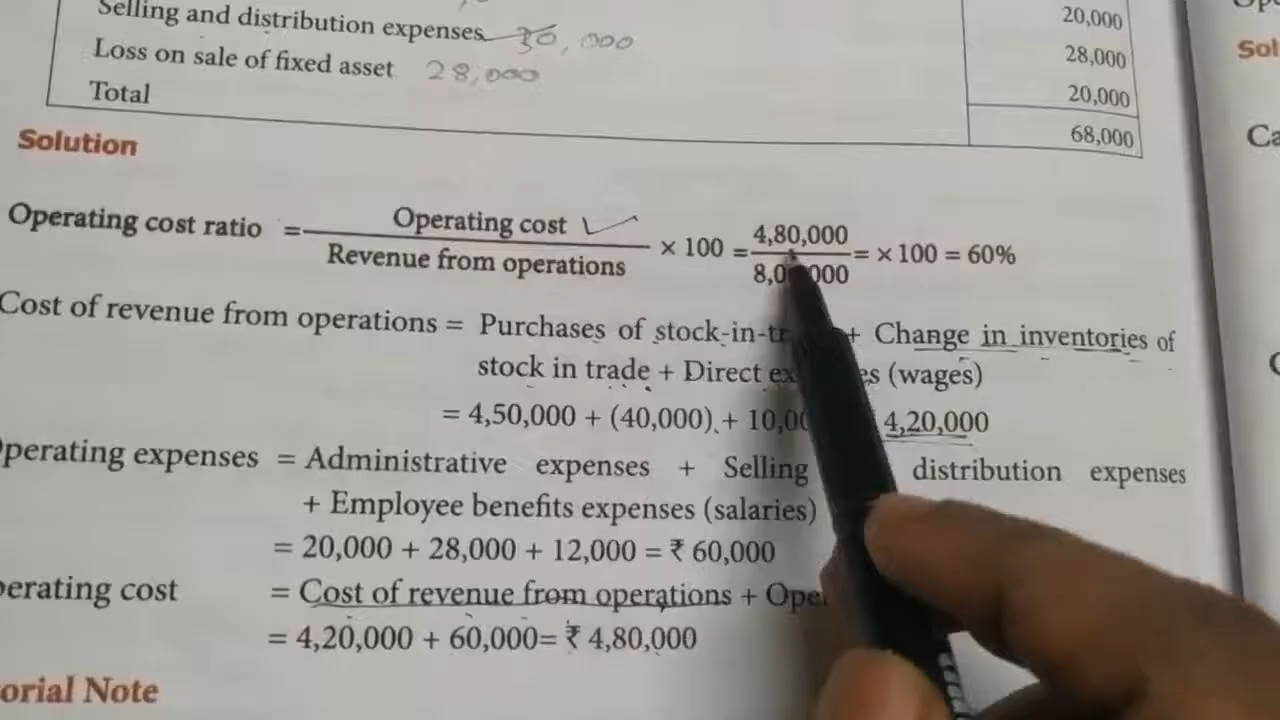 Selling and distribution expenses 30,000 20,000
Loss on sale of fixed asset 28,000 28,000
Total 20,000
68,000
Solution
Operating cost ratio = Operating cost / Revenue from operations × 100 = 4,80,000 / 8,0 000 = × 100 = 60%
Cost of revenue from operations = Purchases of stock-in-tr + Change in inventories of
stock in trade + Direct ex es (wages)
= 4,50,000 + (40,000) + 10,00 4,20,000
perating expenses = Administrative expenses + Selling distribution expenses
+ Employee benefits expenses (salaries)
= 20,000 + 28,000 + 12,000 = ₹ 60,000
perating cost = Cost of revenue from operations + Oper
= 4,20,000 + 60,000= ₹ 4,80,000
orial Note
Sol
Ca